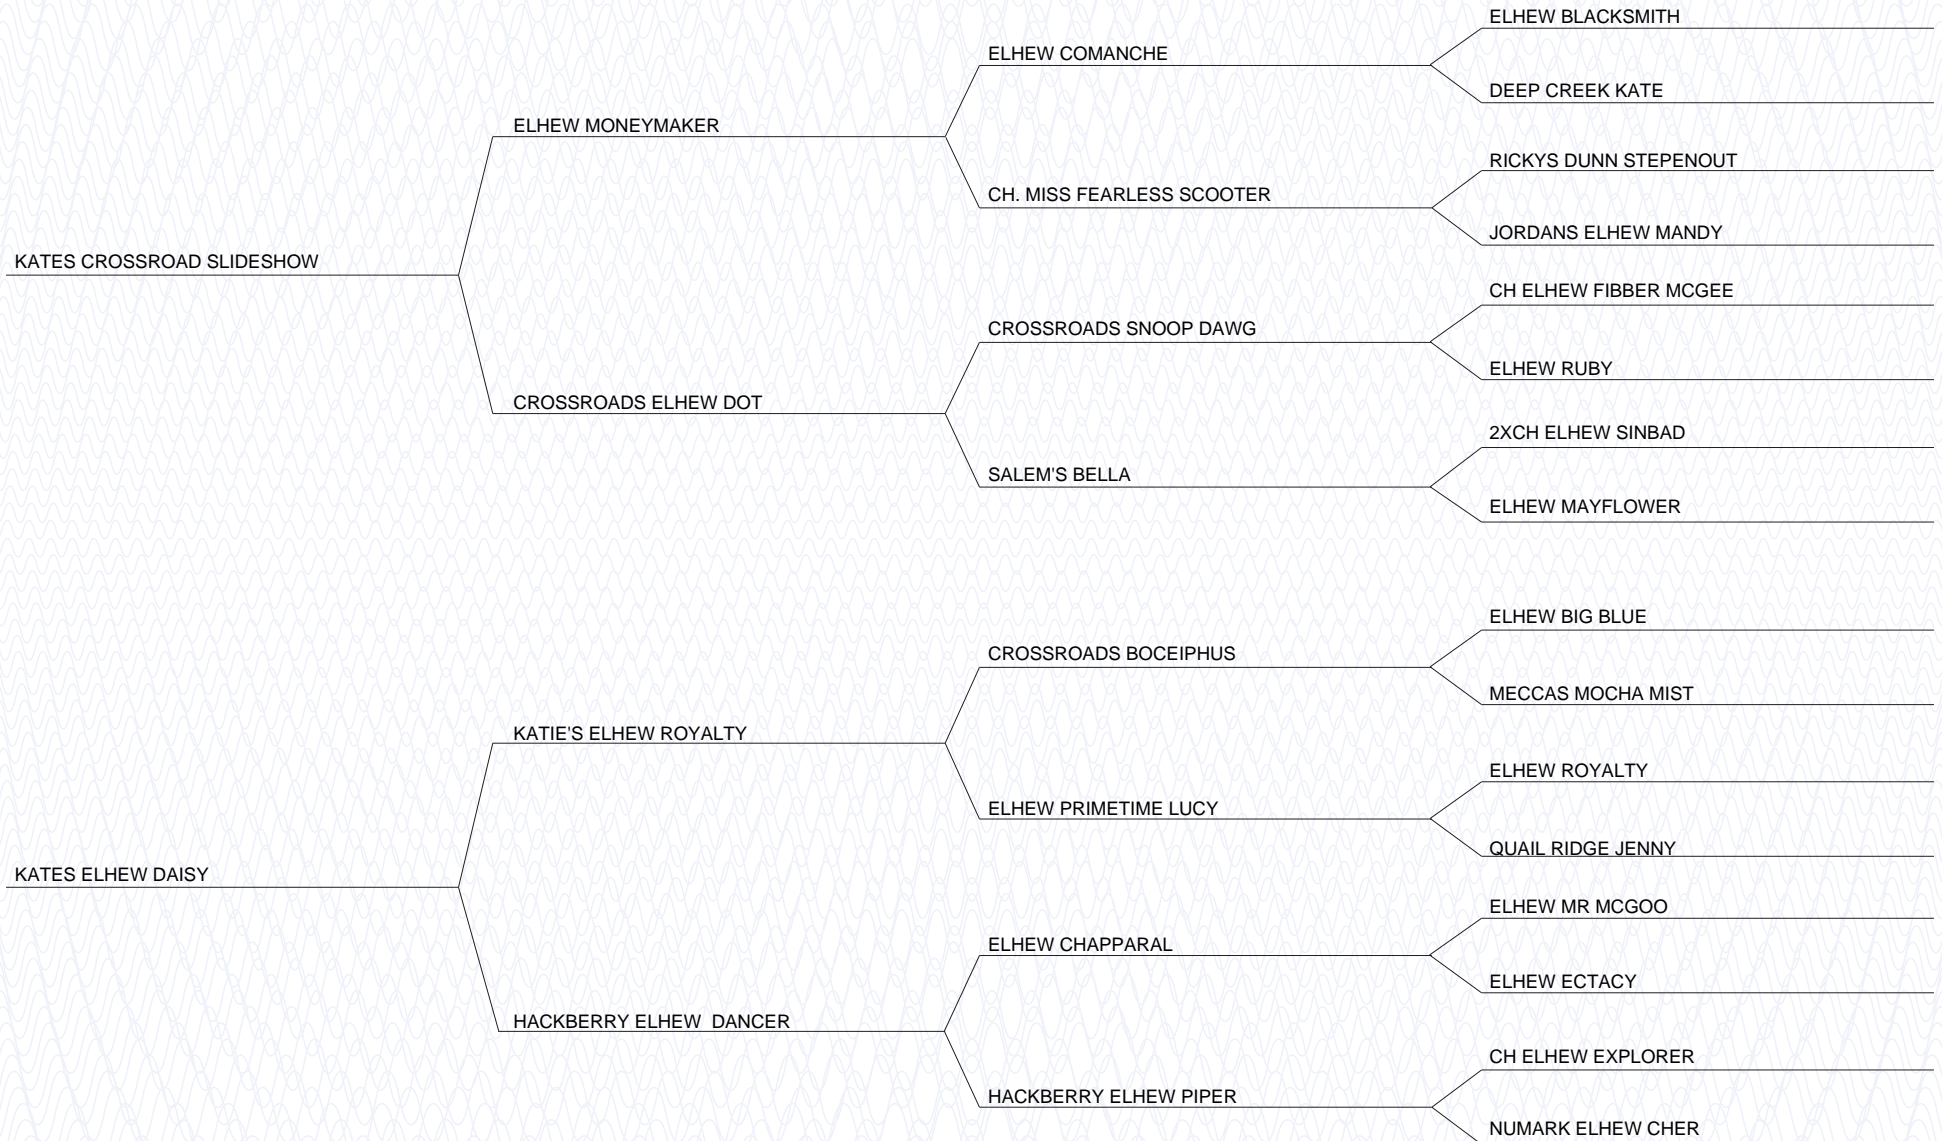 ELHEW BLACKSMITH
ELHEW COMANCHE
DEEP CREEK KATE
ELHEW MONEYMAKER
RICKYS DUNN STEPENOUT
CH. MISS FEARLESS SCOOTER
JORDANS ELHEW MANDY
KATES CROSSROAD SLIDESHOW
CH ELHEW FIBBER MCGEE
CROSSROADS SNOOP DAWG
ELHEW RUBY
CROSSROADS ELHEW DOT
2XCH ELHEW SINBAD
SALEM'S BELLA
ELHEW MAYFLOWER
ELHEW BIG BLUE
CROSSROADS BOCEIPHUS
MECCAS MOCHA MIST
KATIE'S ELHEW ROYALTY
ELHEW ROYALTY
ELHEW PRIMETIME LUCY
QUAIL RIDGE JENNY
KATES ELHEW DAISY
ELHEW MR MCGOO
ELHEW CHAPPARAL
ELHEW ECTACY
HACKBERRY ELHEW  DANCER
CH ELHEW EXPLORER
HACKBERRY ELHEW PIPER
NUMARK ELHEW CHER